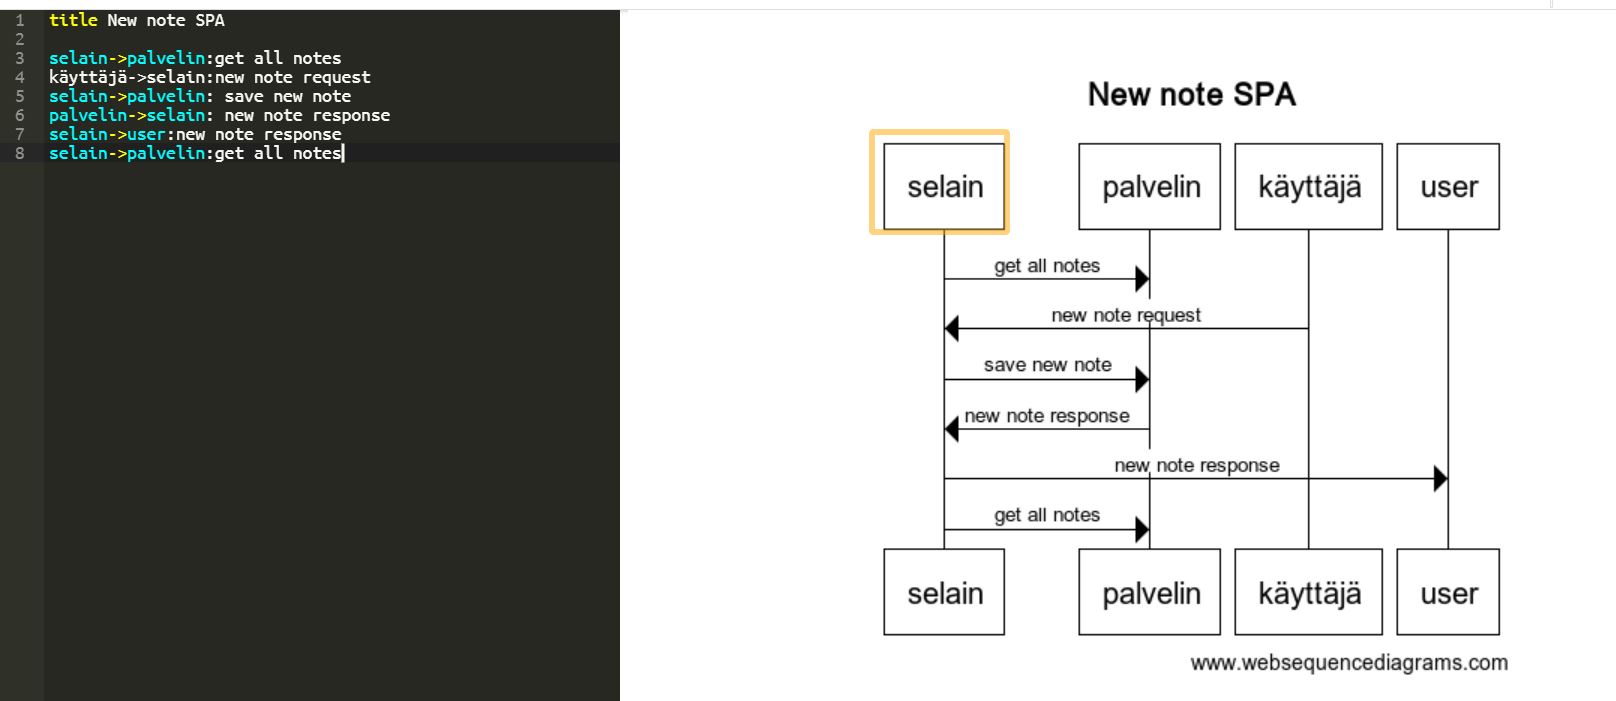 1 title New note SPA
2
3 selain->palvelin:get all notes
4 käyttäjä->selain:new note request
5 selain->palvelin: save new note
6 palvelin->selain: new note response
7 selain->user:new note response
8 selain->palvelin:get all notes
New note SPA
selain palvelin käyttäjä user
get all notes
new note request
save new note
new note response
new note response
get all notes
selain palvelin käyttäjä user
www.websequencediagrams.com